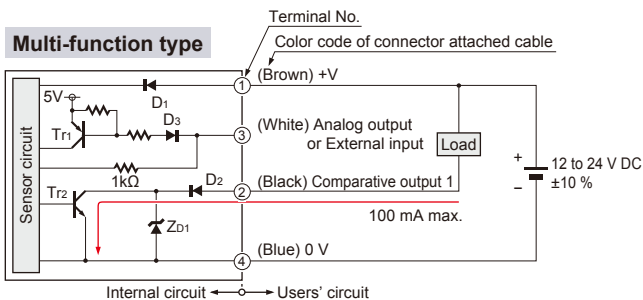 Terminal No.
Multi-function type
Color code of connector attached cable
1 (Brown) +V
D1
5V
Tr1
D3
3 (White) Analog output
or External input
Load
Sensor circuit
1kΩ
Tr2
D2
2 (Black) Comparative output 1
+
−
12 to 24 V DC
±10 %
100 mA max.
ZD1
4 (Blue) 0 V
Internal circuit
Users' circuit